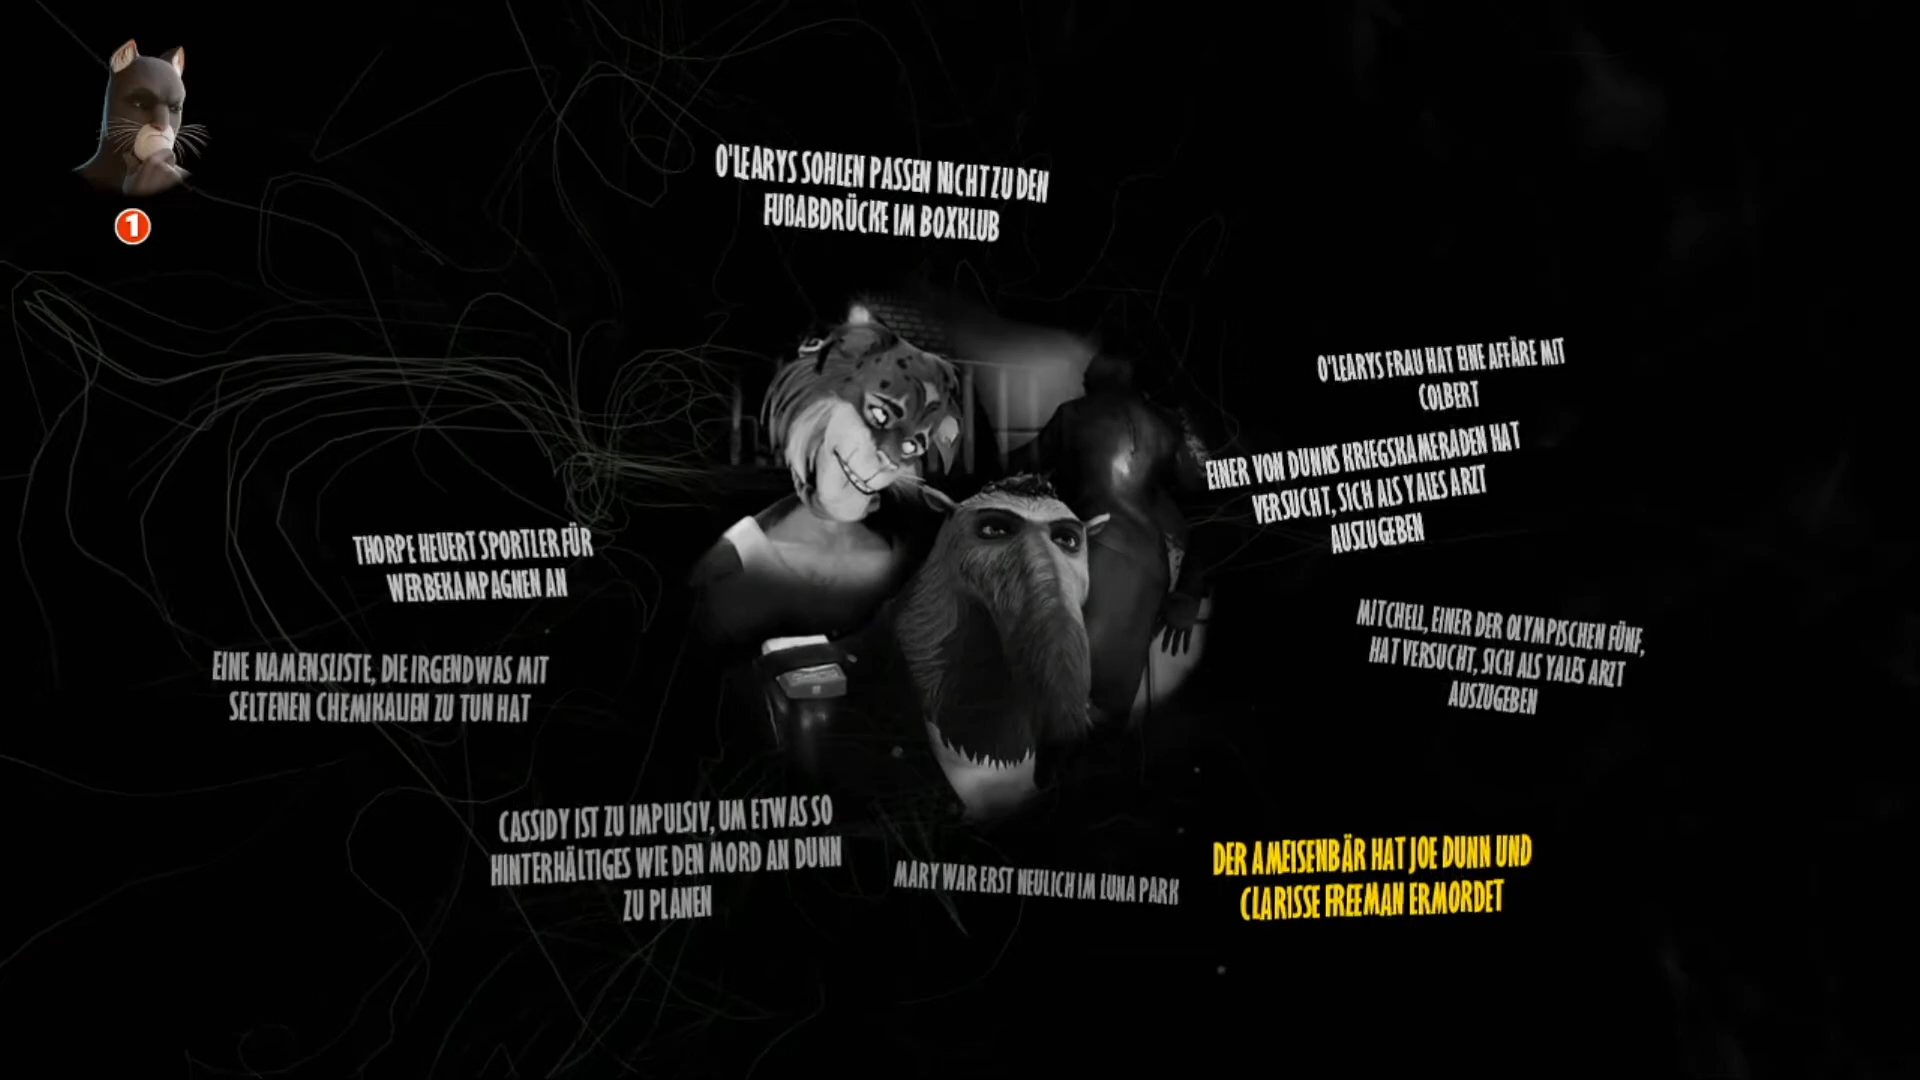 1
O'LEARYS SOHLEN PASSEN NICHT ZU DEN
FUßABDRÜCKE IM BOXKLUB
O'LEARYS FRAU HAT EINE AFFÄRE MIT
COLBERT
EINER VON DUNNS KRIEGSKAMERADEN HAT
VERSUCHT, SICH ALS YALES ARZT
AUSZUGEBEN
THORPE HEUERT SPORTLER FÜR
WERBEKAMPAGNEN AN
MITCHELL, EINER DER OLYMPISCHEN FÜNF,
HAT VERSUCHT, SICH ALS YALES ARZT
AUSZUGEBEN
EINE NAMENSLISTE, DIE IRGENDWAS MIT
SELTENEN CHEMIKALIEN ZU TUN HAT
CASSIDY IST ZU IMPULSIV, UM ETWAS SO
HINTERHÄLTIGES WIE DEN MORD AN DUNN
ZU PLANEN
MARY WAR ERST NEULICH IM LUNA PARK
DER AMEISENBÄR HAT JOE DUNN UND
CLARISSE FREEMAN ERMORDET